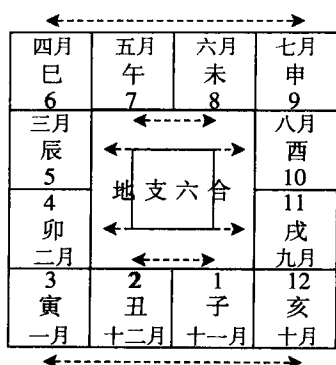 四月 五月 六月 七月
巳 午 未 申
6 7 8 9
三月 八月
辰 酉
5 10
地支六合
4 11
卯 戌
二月 九月
3 2 1 12
寅 丑 子 亥
一月 十二月 十一月 十月